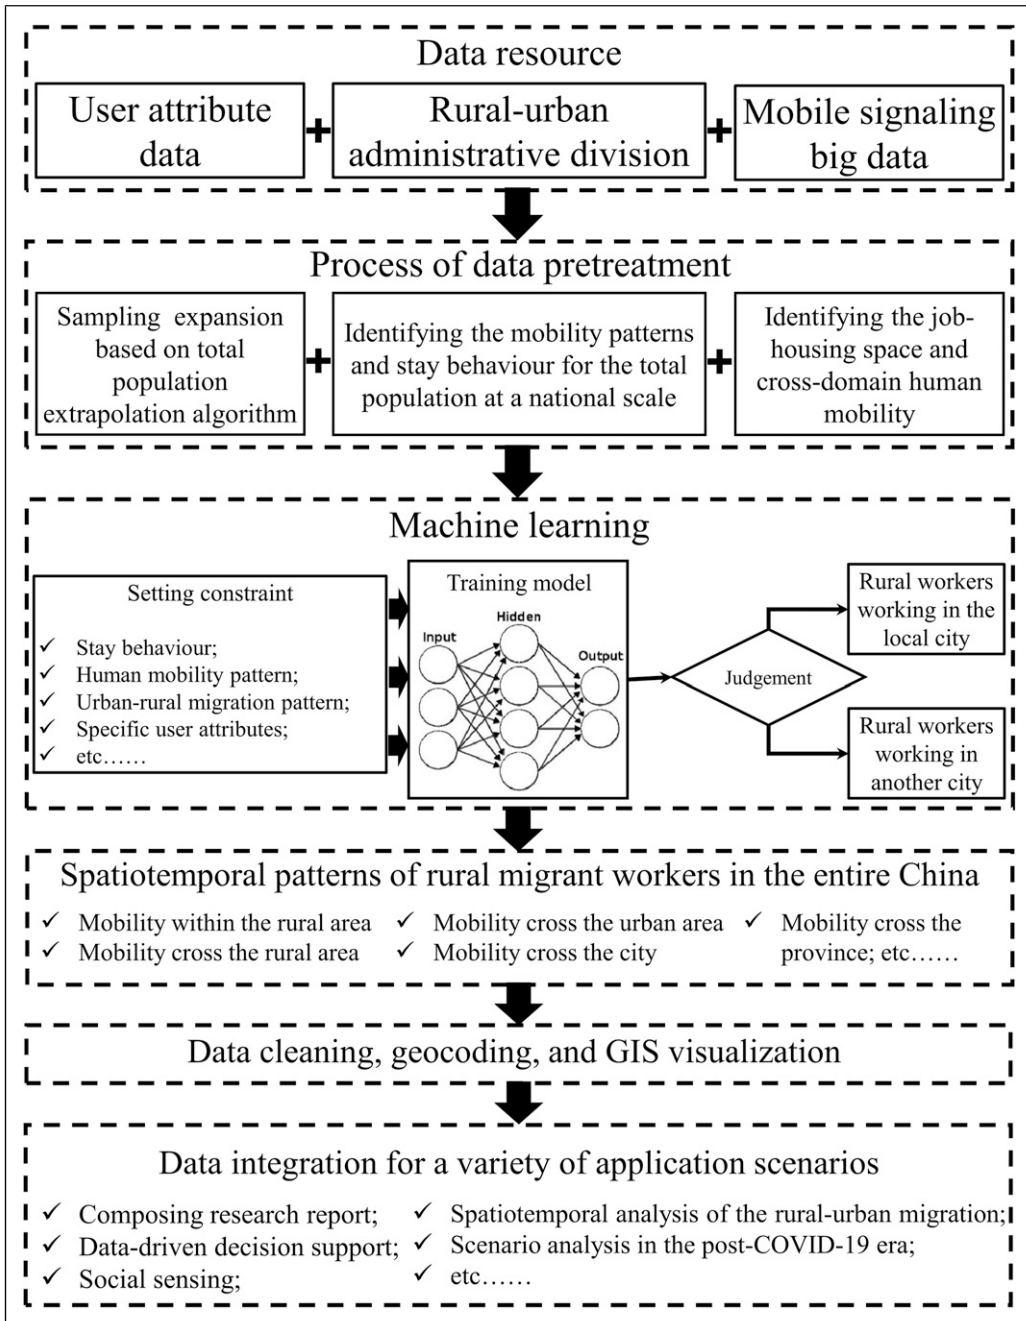 Data resource
User attribute
data
+
Rural-urban
administrative division
+
Mobile signaling
big data
Process of data pretreatment
Sampling expansion
based on total
population
extrapolation algorithm
+
Identifying the mobility patterns
and stay behaviour for the total
population at a national scale
+
Identifying the job-
housing space and
cross-domain human
mobility
Machine learning
Setting constraint
✓ Stay behaviour;
✓ Human mobility pattern;
✓ Urban-rural migration pattern;
✓ Specific user attributes;
✓ etc……
Training model
Hidden
Input
Output
Judgement
Rural workers
working in the
local city
Rural workers
working in
another city
Spatiotemporal patterns of rural migrant workers in the entire China
✓ Mobility within the rural area
✓ Mobility cross the rural area
✓ Mobility cross the urban area
✓ Mobility cross the city
✓ Mobility cross the
province; etc……
Data cleaning, geocoding, and GIS visualization
Data integration for a variety of application scenarios
✓ Composing research report;
✓ Data-driven decision support;
✓ Social sensing;
✓ Spatiotemporal analysis of the rural-urban migration;
✓ Scenario analysis in the post-COVID-19 era;
✓ etc……